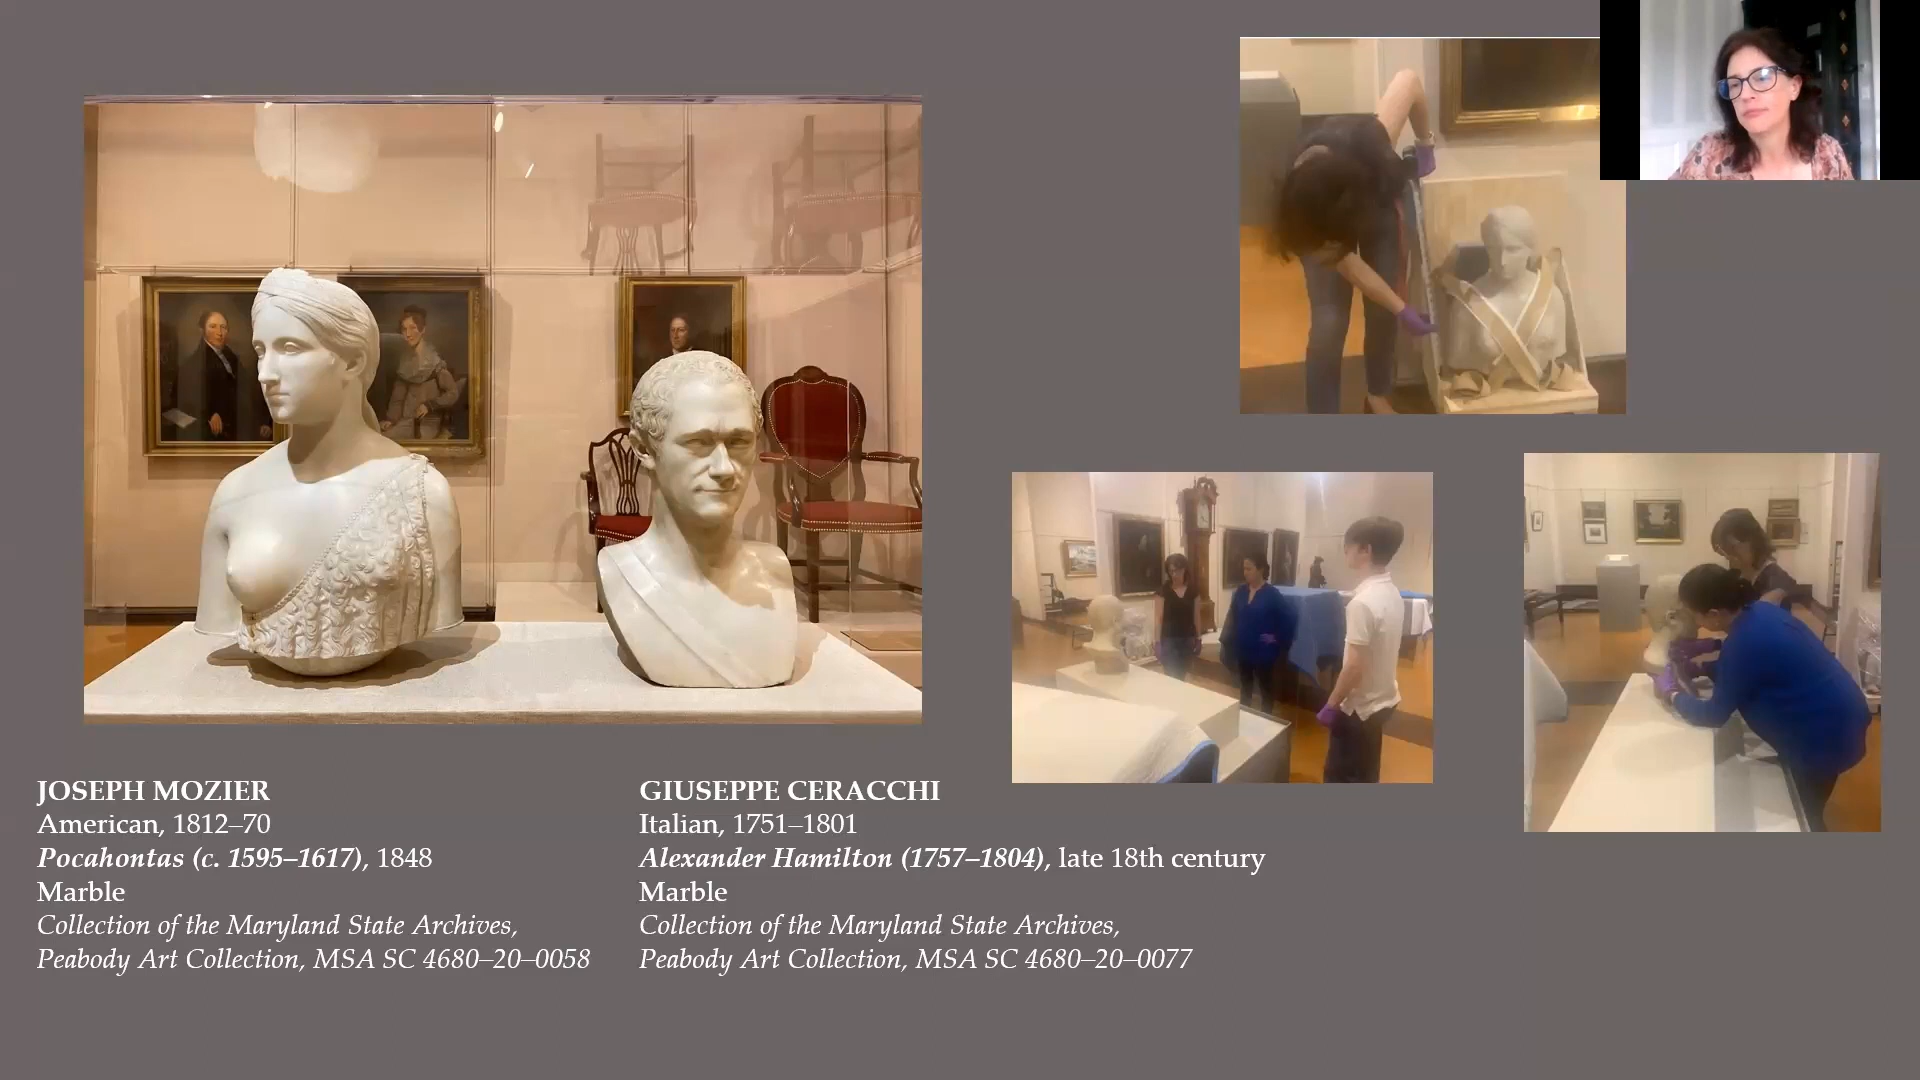 JOSEPH MOZIER
American, 1812–70
Pocahontas (c. 1595–1617), 1848
Marble
Collection of the Maryland State Archives,
Peabody Art Collection, MSA SC 4680–20–0058
GIUSEPPE CERACCHI
Italian, 1751–1801
Alexander Hamilton (1757–1804), late 18th century
Marble
Collection of the Maryland State Archives,
Peabody Art Collection, MSA SC 4680–20–0077